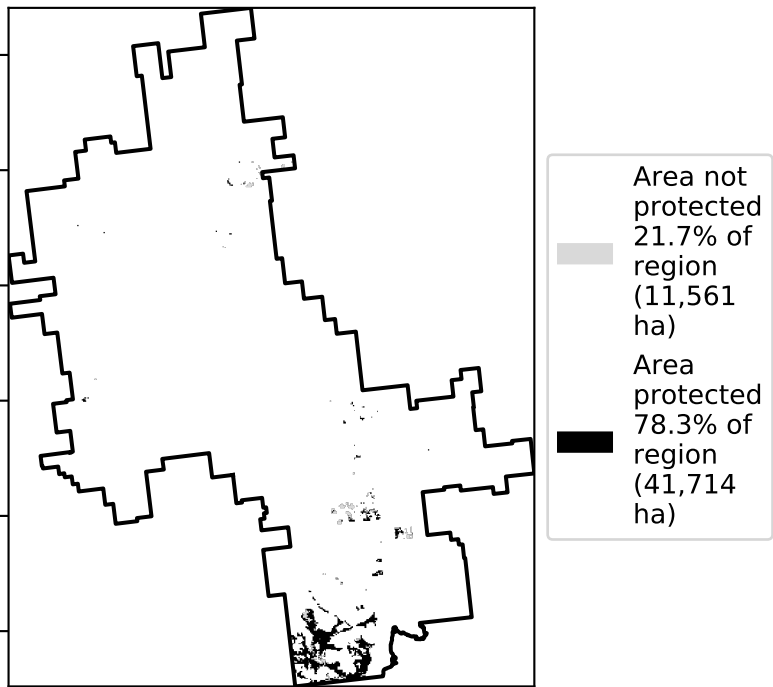 Area not
protected
21.7% of
region
(11,561
ha)
Area
protected
78.3% of
region
(41,714
ha)